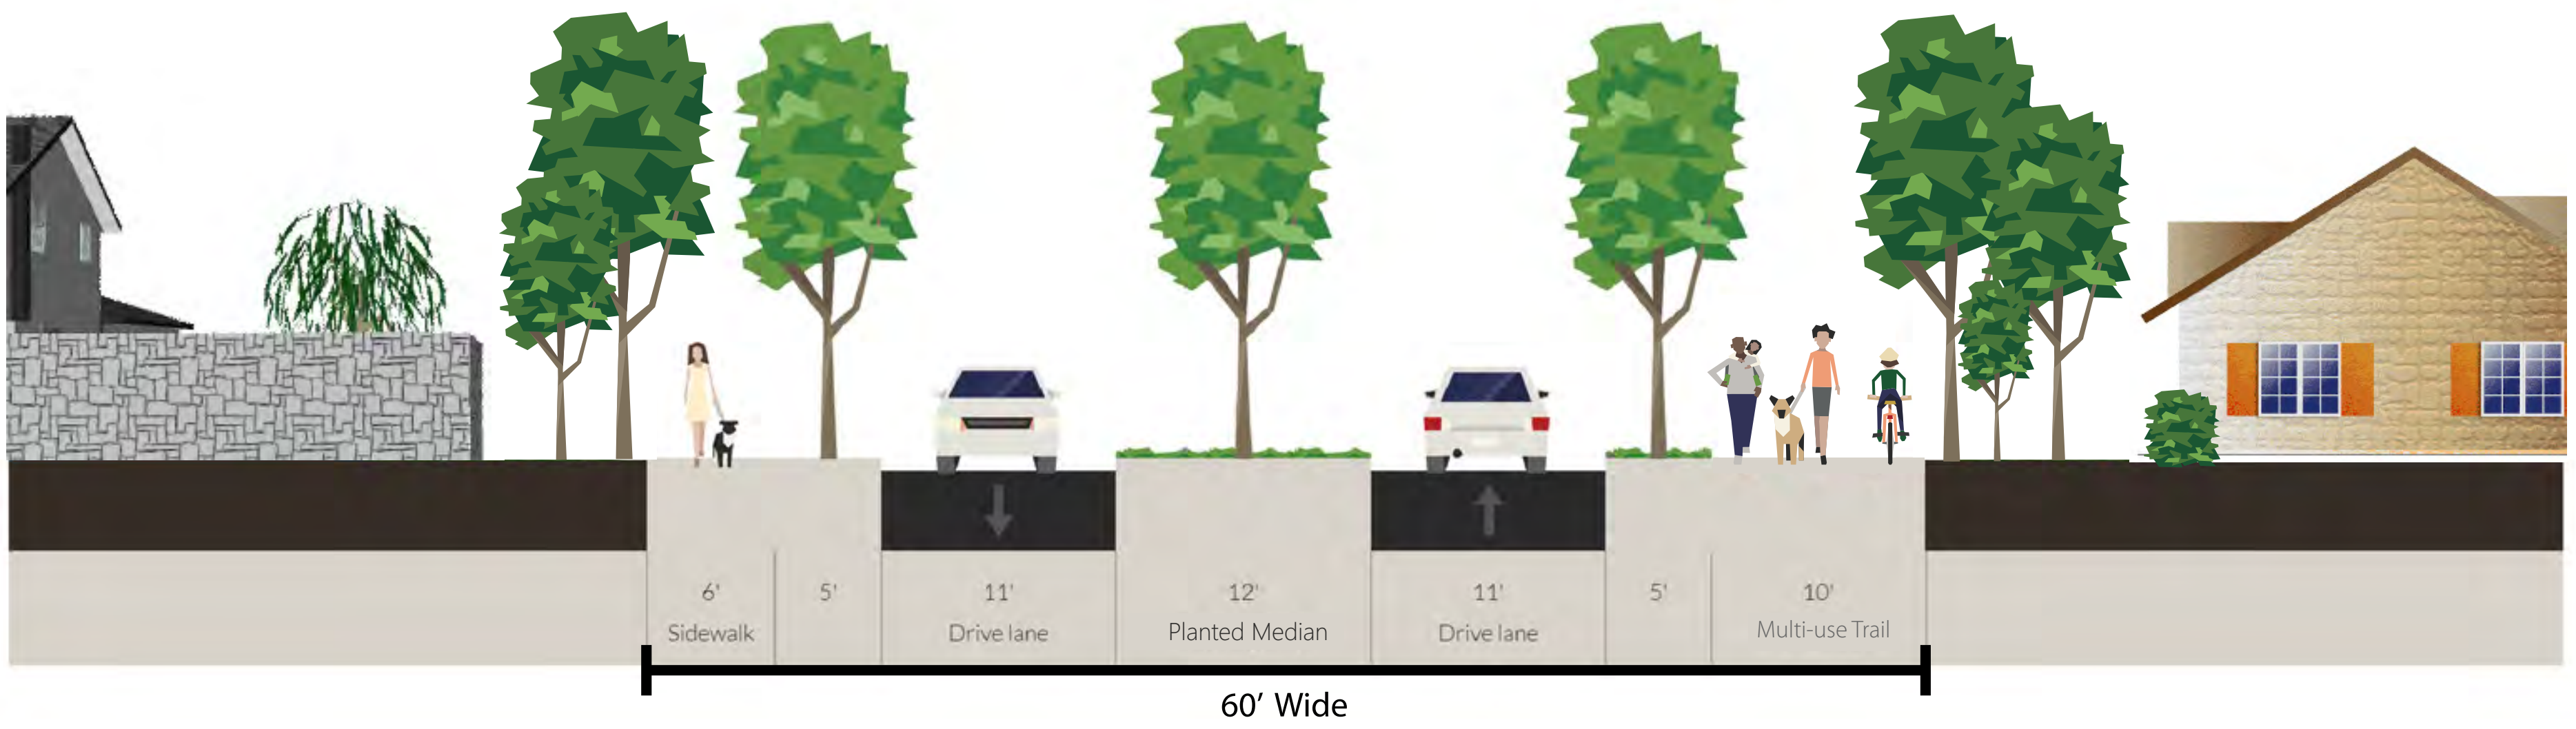 6'
Sidewalk
5'
11'
Drive lane
12'
Planted Median
11'
Drive lane
5'
10'
Multi-use Trail
60’ Wide